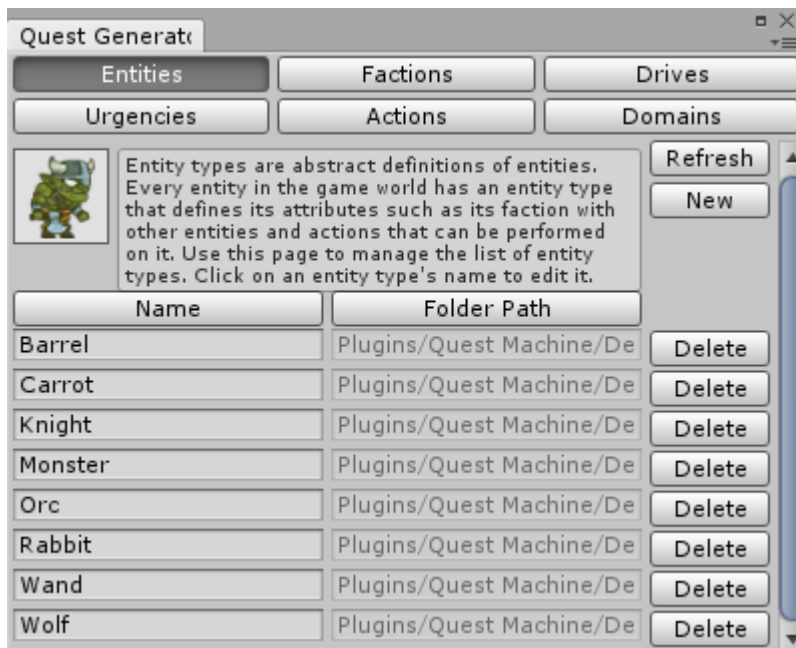 Quest Generato
Entities Factions Drives
Urgencies Actions Domains
Entity types are abstract definitions of entities.
Every entity in the game world has an entity type
that defines its attributes such as its faction with
other entities and actions that can be performed
on it. Use this page to manage the list of entity
types. Click on an entity type's name to edit it.
Refresh
New
Name Folder Path
Barrel Plugins/Quest Machine/De Delete
Carrot Plugins/Quest Machine/De Delete
Knight Plugins/Quest Machine/De Delete
Monster Plugins/Quest Machine/De Delete
Orc Plugins/Quest Machine/De Delete
Rabbit Plugins/Quest Machine/De Delete
Wand Plugins/Quest Machine/De Delete
Wolf Plugins/Quest Machine/De Delete